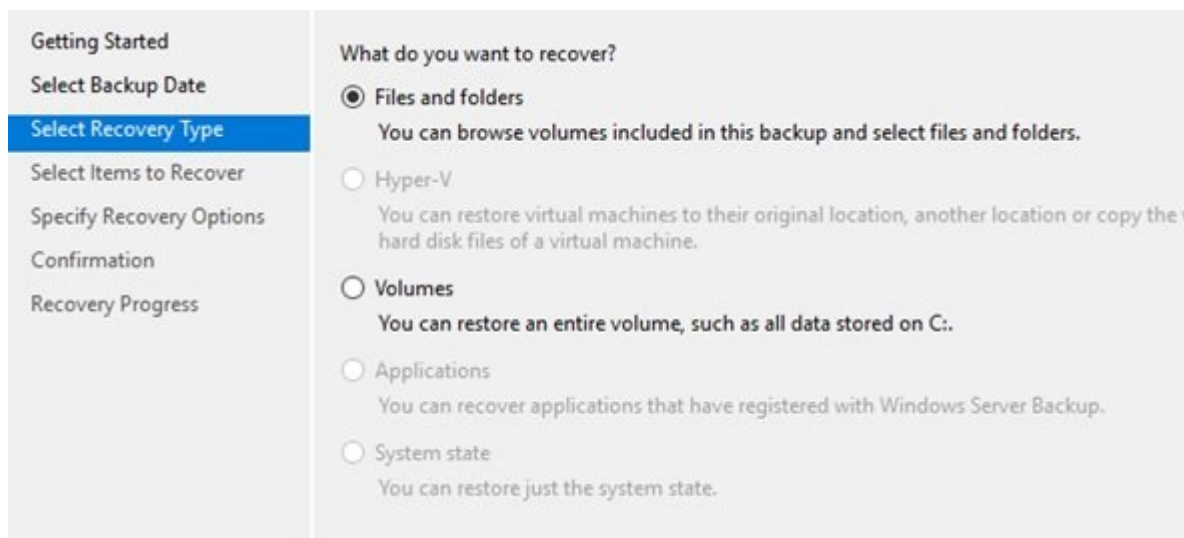 Getting Started
Select Backup Date
Select Recovery Type
Select Items to Recover
Specify Recovery Options
Confirmation
Recovery Progress
What do you want to recover?
Files and folders
You can browse volumes included in this backup and select files and folders.
Hyper-V
You can restore virtual machines to their original location, another location or copy the
hard disk files of a virtual machine.
Volumes
You can restore an entire volume, such as all data stored on C:.
Applications
You can recover applications that have registered with Windows Server Backup.
System state
You can restore just the system state.